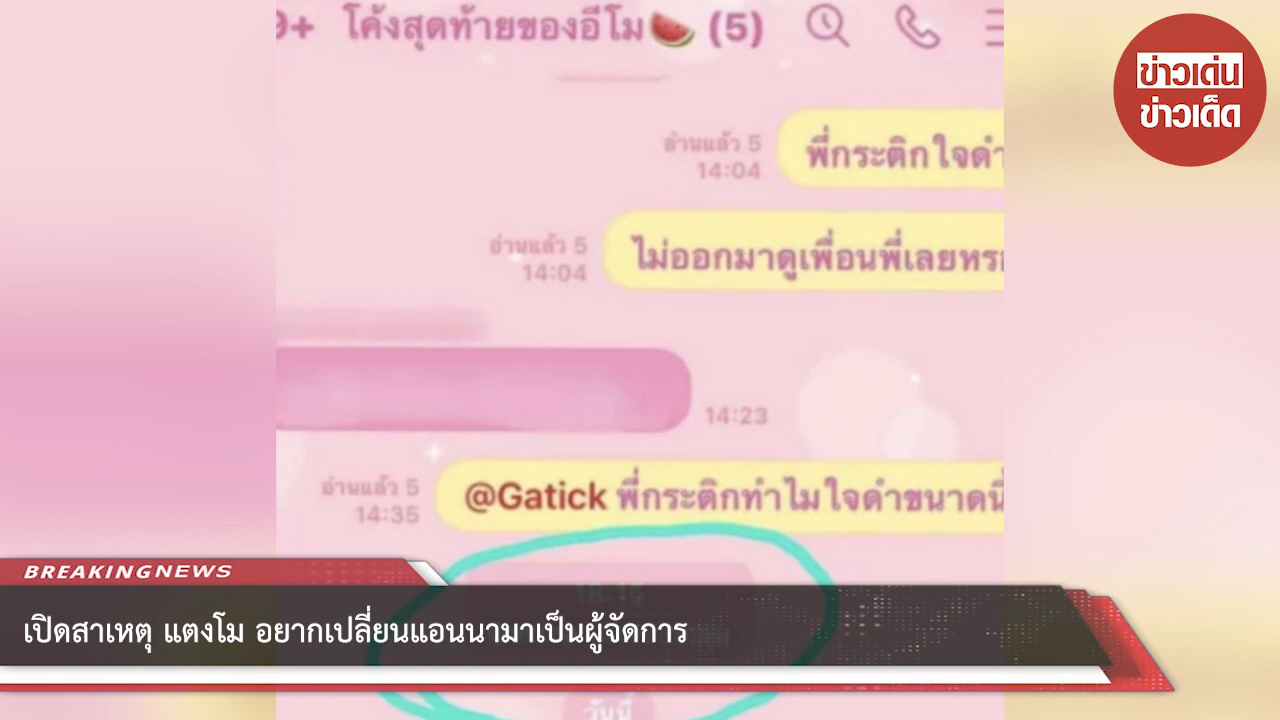 9+ โค้งสุดท้ายของอีโม🍉 (5)
ข่าวเด่น
ข่าวเด็ด
อ่านแล้ว 5
14:04
พี่กระติกใจดำ
อ่านแล้ว 5
14:04
ไม่ออกมาดูเพื่อนพี่เลยหรอ
14:23
อ่านแล้ว 5
14:35
@Gatick พี่กระติกทำไมใจดำขนาดนี้
BREAKINGNEWS
เปิดสาเหตุ แตงโม อยากเปลี่ยนแอนนามาเป็นผู้จัดการ
วันนี้